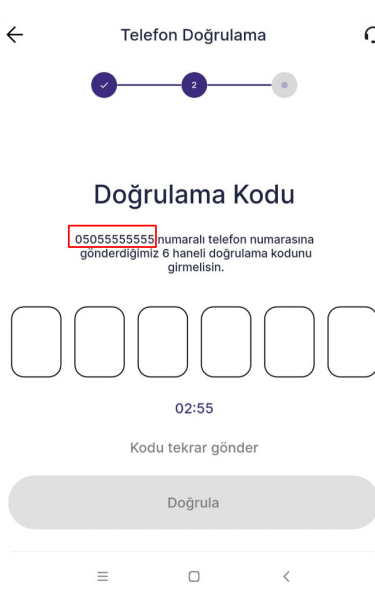 Telefon Doğrulama
2
Doğrulama Kodu
05055555555 numaralı telefon numarasına
gönderdiğimiz 6 haneli doğrulama kodunu
girmelisin.
02:55
Kodu tekrar gönder
Doğrula